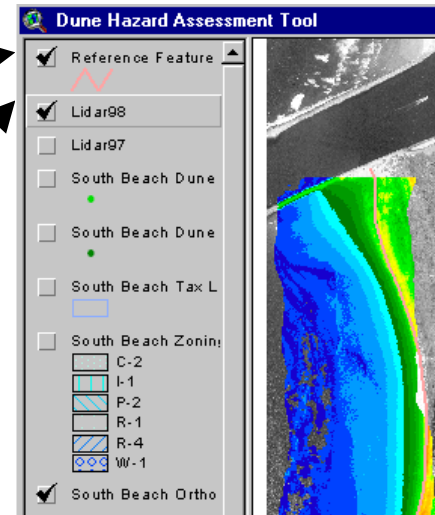 Dune Hazard Assessment Tool
Reference Feature
Lidar98
Lidar97
South Beach Dune
South Beach Dune
South Beach Tax L
South Beach Zoning
C-2
I-1
P-2
R-1
R-4
W-1
South Beach Ortho